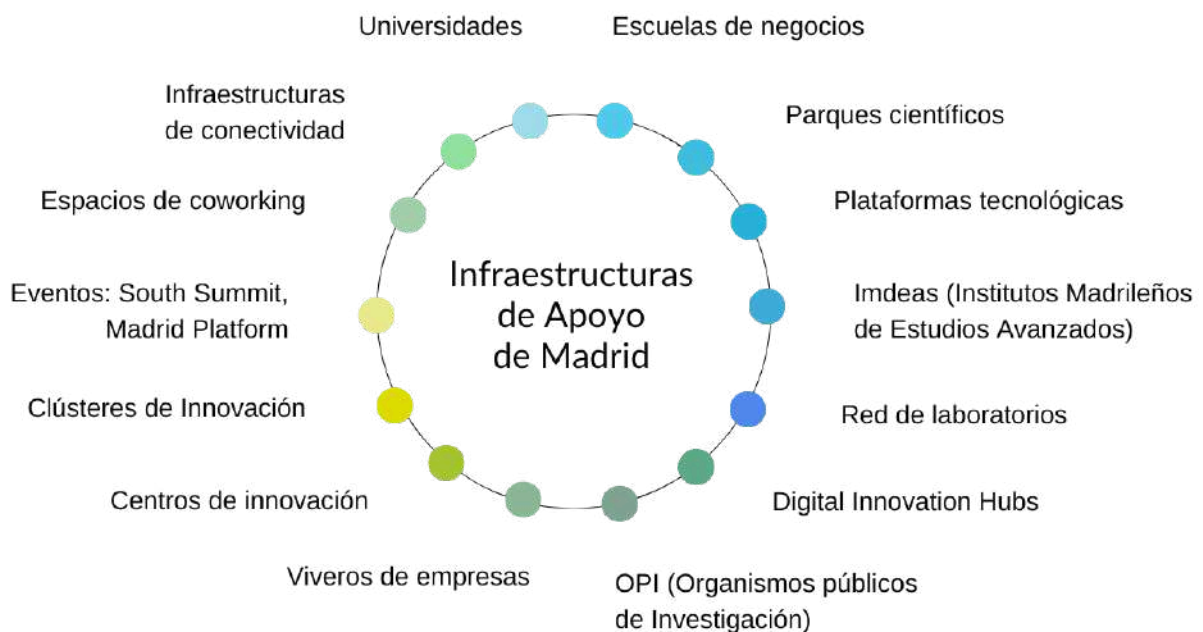 Universidades
Escuelas de negocios
Infraestructuras
de conectividad
Parques científicos
Espacios de coworking
Plataformas tecnológicas
Infraestructuras
de Apoyo
de Madrid
Eventos: South Summit,
Madrid Platform
Imdeas (Institutos Madrileños
de Estudios Avanzados)
Clústeres de Innovación
Red de laboratorios
Centros de innovación
Digital Innovation Hubs
Viveros de empresas
OPI (Organismos públicos
de Investigación)